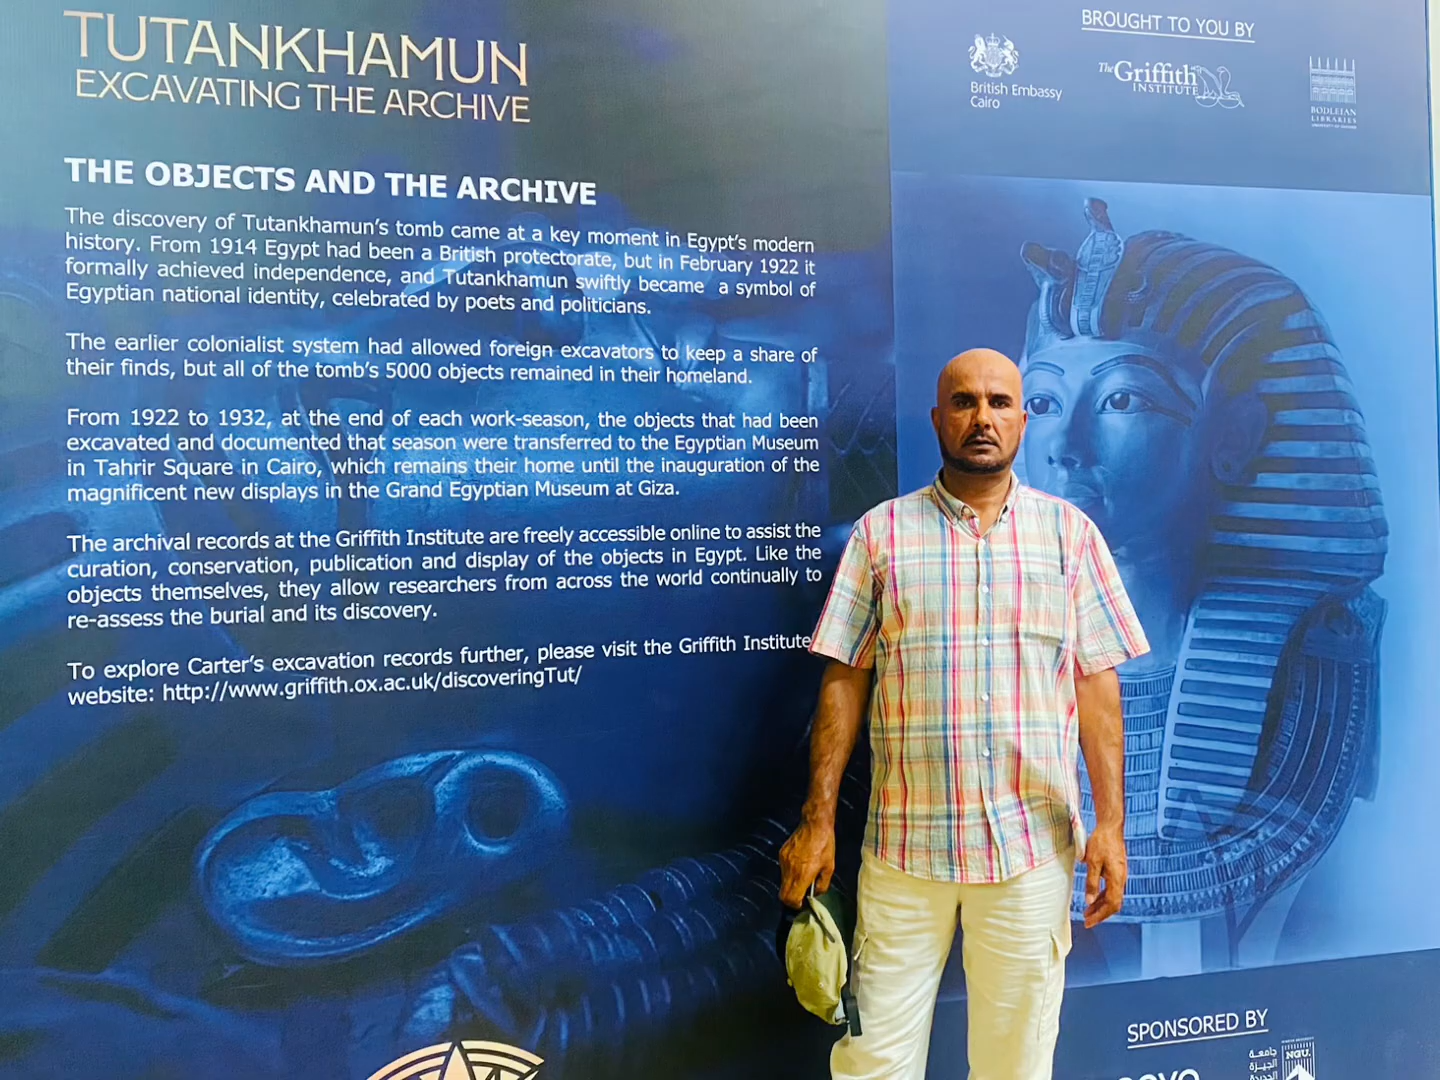 TUTANKHAMUN
EXCAVATING THE ARCHIVE
THE OBJECTS AND THE ARCHIVE
The discovery of Tutankhamun's tomb came at a key moment in Egypt's modern
history. From 1914 Egypt had been a British protectorate, but in February 1922 it
formally achieved independence, and Tutankhamun swiftly became a symbol of
Egyptian national identity, celebrated by poets and politicians.
The earlier colonialist system had allowed foreign excavators to keep a share of
their finds, but all of the tomb's 5000 objects remained in their homeland.
From 1922 to 1932, at the end of each work-season, the objects that had been
excavated and documented that season were transferred to the Egyptian Museum
in Tahrir Square in Cairo, which remains their home until the inauguration of the
magnificent new displays in the Grand Egyptian Museum at Giza.
The archival records at the Griffith Institute are freely accessible online to assist the
curation, conservation, publication and display of the objects in Egypt. Like the
objects themselves, they allow researchers from across the world continually to
re-assess the burial and its discovery.
To explore Carter's excavation records further, please visit the Griffith Institute
website: http://www.griffith.ox.ac.uk/discoveringTut/
BROUGHT TO YOU BY
British Embassy
Cairo
The Griffith
INSTITUTE
BODLEIAN
LIBRARIES
UNIVERSITY OF OXFORD
SPONSORED BY
جامعة
الجيزة
الجديدة
NGU.